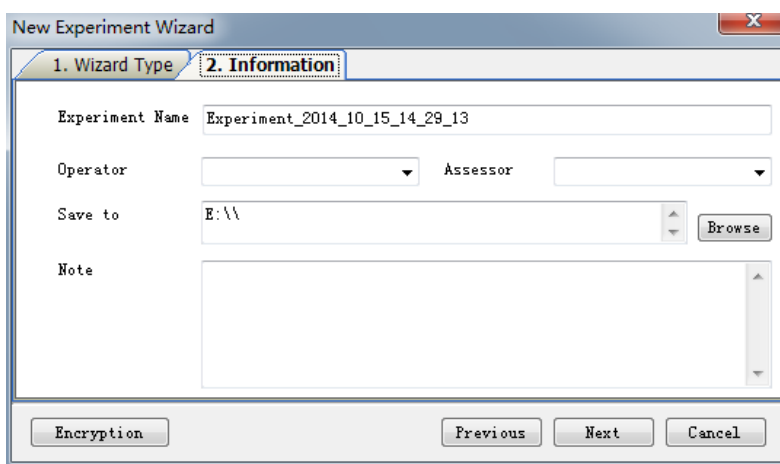 New Experiment Wizard
1. Wizard Type 2. Information
Experiment Name Experiment_2014_10_15_14_29_13
Operator Assessor
Save to E:\\ Browse
Note
Encryption Previous Next Cancel